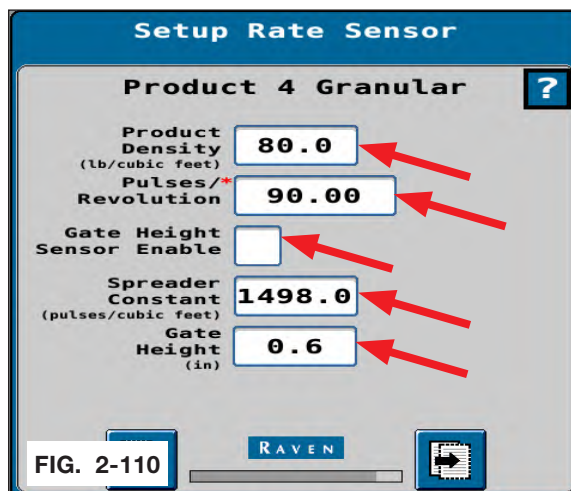 Setup Rate Sensor
Product 4 Granular
?
Product
Density
(lb/cubic feet)
80.0
Pulses/*
Revolution
90.00
Gate Height
Sensor Enable
Spreader
Constant
(pulses/cubic feet)
1498.0
Gate
Height
(in)
0.6
FIG. 2-110
RAVEN